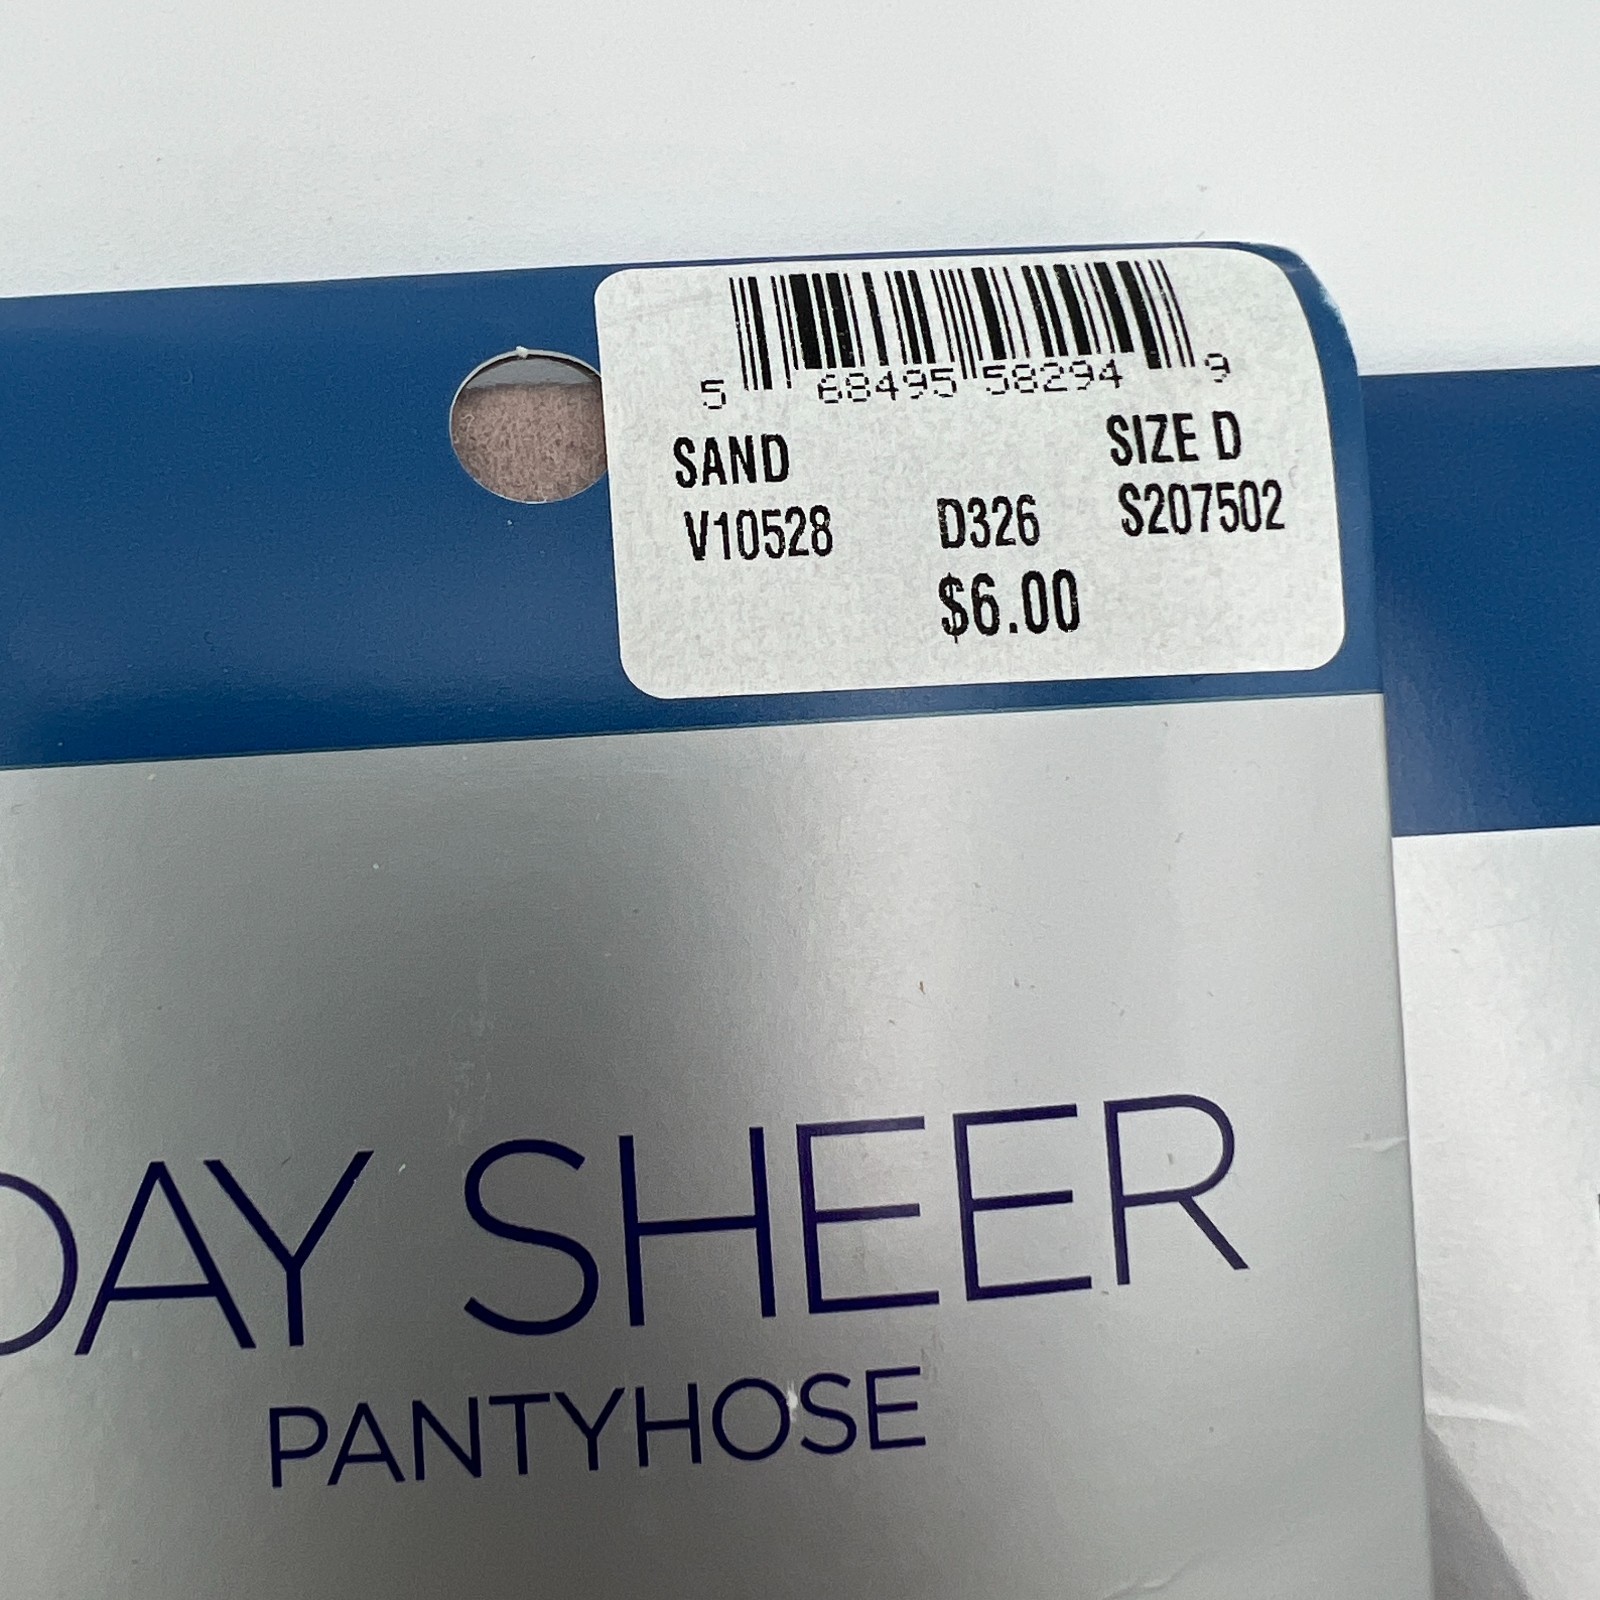 5 68495 58294 9
SAND SIZE D
V10528 D326 S207502
$6.00
DAY SHEER
PANTYHOSE